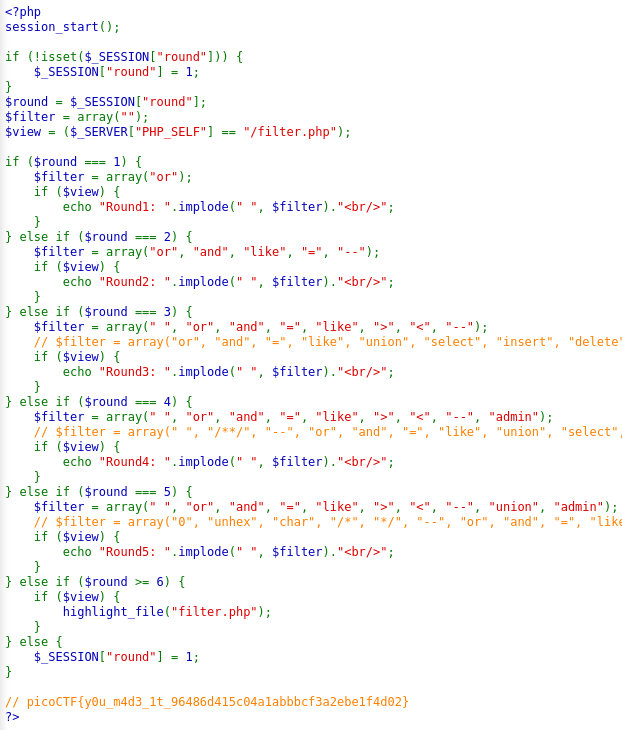 <?php
session_start();

if (!isset($_SESSION["round"])) {
    $_SESSION["round"] = 1;
}
$round = $_SESSION["round"];
$filter = array("");
$view = ($_SERVER["PHP_SELF"] == "/filter.php");

if ($round === 1) {
    $filter = array("or");
    if ($view) {
        echo "Round1: ".implode(" ", $filter)."<br/>";
    }
} else if ($round === 2) {
    $filter = array("or", "and", "like", "=", "--");
    if ($view) {
        echo "Round2: ".implode(" ", $filter)."<br/>";
    }
} else if ($round === 3) {
    $filter = array(" ", "or", "and", "=", "like", ">", "<", "--");
    // $filter = array("or", "and", "=", "like", "union", "select", "insert", "delete"
    if ($view) {
        echo "Round3: ".implode(" ", $filter)."<br/>";
    }
} else if ($round === 4) {
    $filter = array(" ", "or", "and", "=", "like", ">", "<", "--", "admin");
    // $filter = array(" ", "/**/", "--", "or", "and", "=", "like", "union", "select",
    if ($view) {
        echo "Round4: ".implode(" ", $filter)."<br/>";
    }
} else if ($round === 5) {
    $filter = array(" ", "or", "and", "=", "like", ">", "<", "--", "union", "admin");
    // $filter = array("0", "unhex", "char", "/*", "*/", "--", "or", "and", "=", "like
    if ($view) {
        echo "Round5: ".implode(" ", $filter)."<br/>";
    }
} else if ($round >= 6) {
    if ($view) {
        highlight_file("filter.php");
    }
} else {
    $_SESSION["round"] = 1;
}

// picoCTF{y0u_m4d3_1t_96486d415c04a1abbbcf3a2ebe1f4d02}
?>